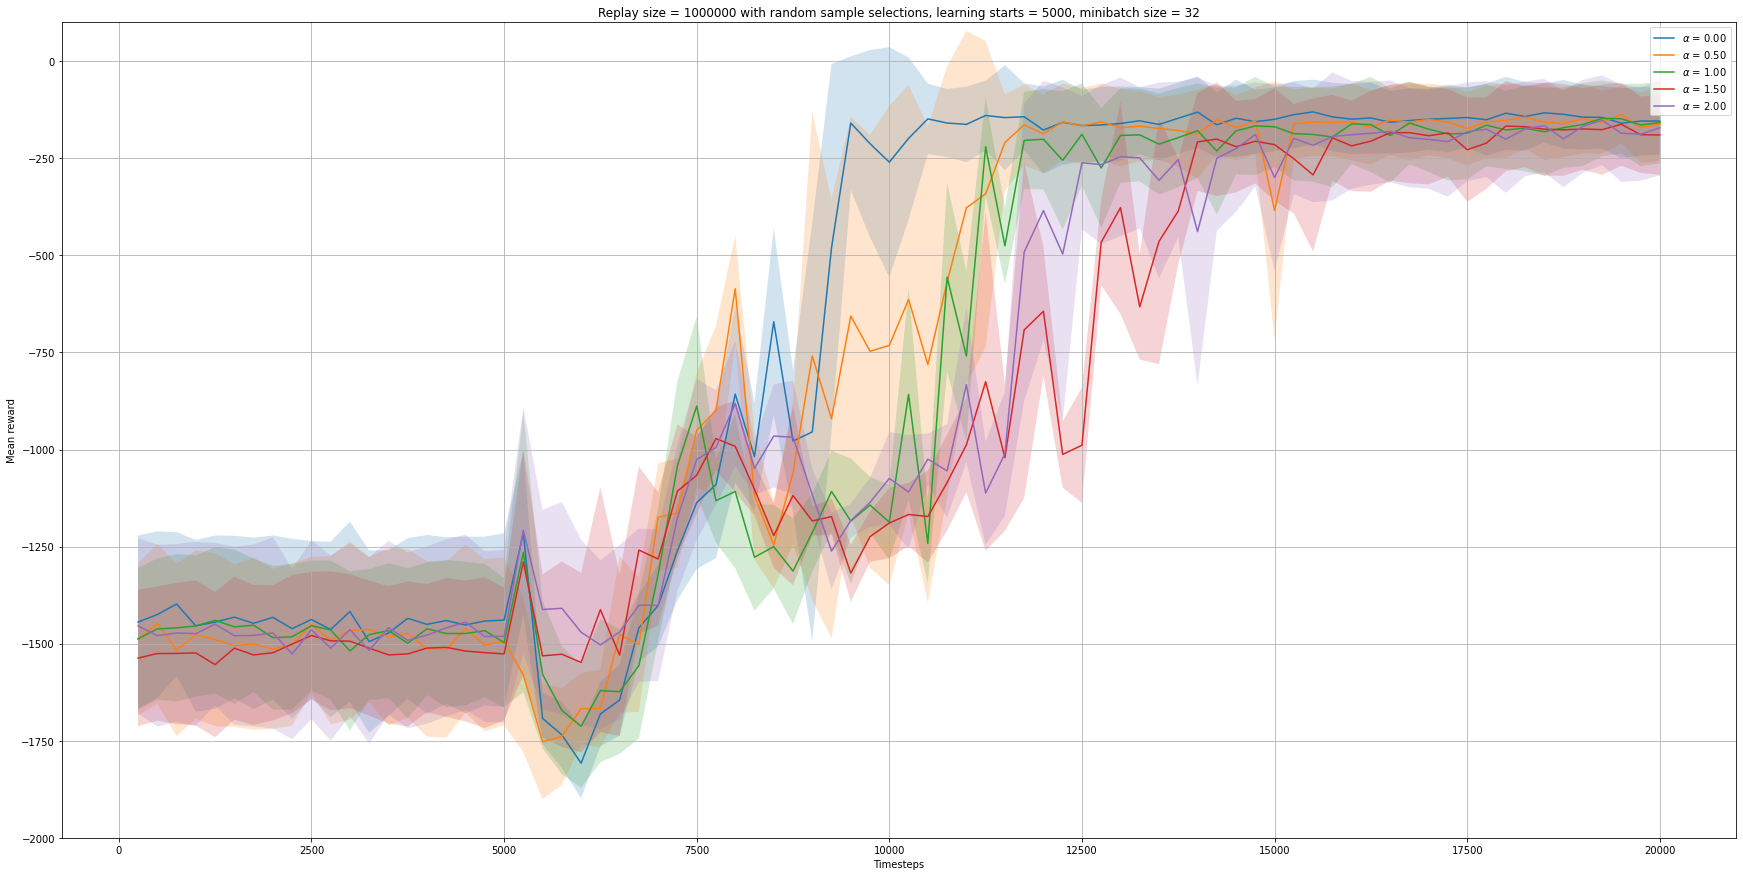 Replay size = 1000000 with random sample selections, learning starts = 5000, minibatch size = 32
α = 0.00
α = 0.50
α = 1.00
α = 1.50
α = 2.00
0
−250
−500
−750
−1000
−1250
−1500
−1750
−2000
Mean reward
0 2500 5000 7500 10000 12500 15000 17500 20000
Timesteps